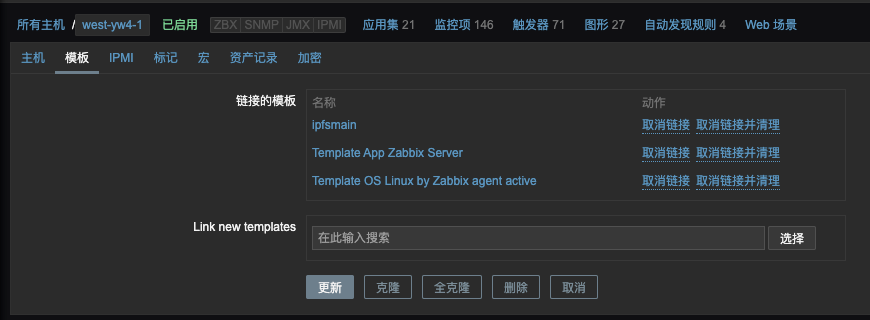 所有主机 / west-yw4-1 已启用 ZBX SNMP JMX IPMI 应用集 21 监控项 146 触发器 71 图形 27 自动发现规则 4 Web 场景
主机 模板 IPMI 标记 宏 资产记录 加密
链接的模板 名称 动作
ipfsmain 取消链接 取消链接并清理
Template App Zabbix Server 取消链接 取消链接并清理
Template OS Linux by Zabbix agent active 取消链接 取消链接并清理
Link new templates 在此输入搜索 选择
更新 克隆 全克隆 删除 取消